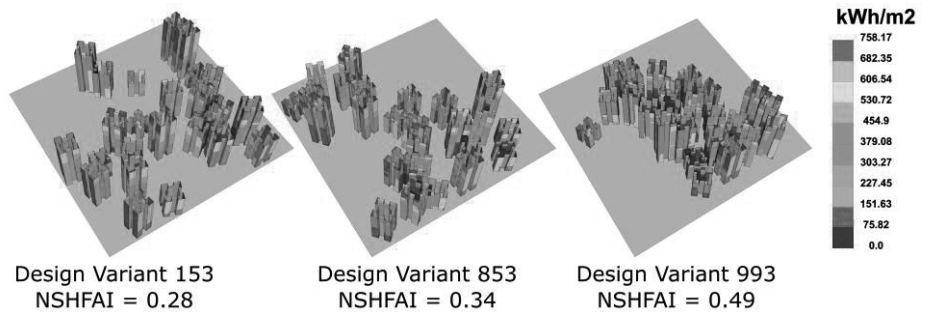 kWh/m2
758.17
682.35
606.54
530.72
454.9
379.08
303.27
227.45
151.63
75.82
0.0
Design Variant 153
NSHFAI = 0.28
Design Variant 853
NSHFAI = 0.34
Design Variant 993
NSHFAI = 0.49